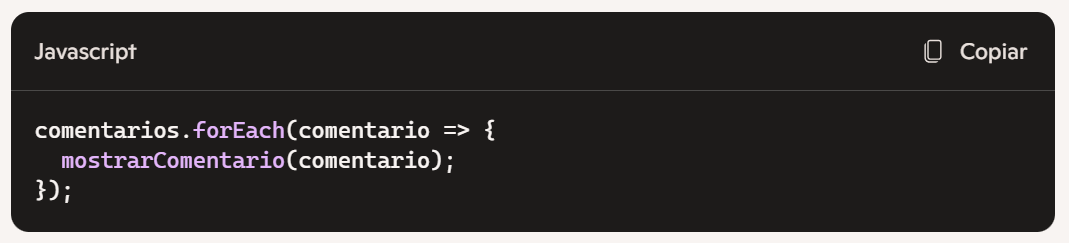 Javascript
Copiar
comentarios.forEach(comentario => {
  mostrarComentario(comentario);
});